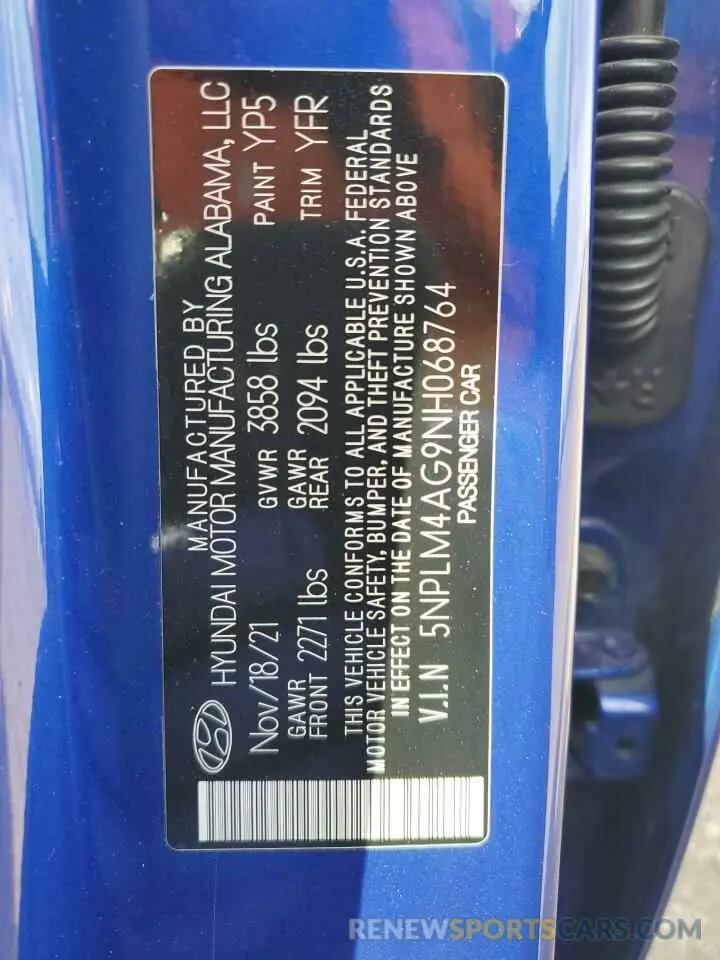 MANUFACTURED BY
HYUNDAI MOTOR MANUFACTURING ALABAMA, LLC
Nov/18/21 GVWR 3858 lbs PAINT YP5
GAWR FRONT 2271 lbs GAWR REAR 2094 lbs TRIM YFR
THIS VEHICLE CONFORMS TO ALL APPLICABLE U.S.A. FEDERAL
MOTOR VEHICLE SAFETY, BUMPER, AND THEFT PREVENTION STANDARDS
IN EFFECT ON THE DATE OF MANUFACTURE SHOWN ABOVE
V.I.N 5NPLM4AG9NH068764
PASSENGER CAR
RENEWSPORTSCARS.COM